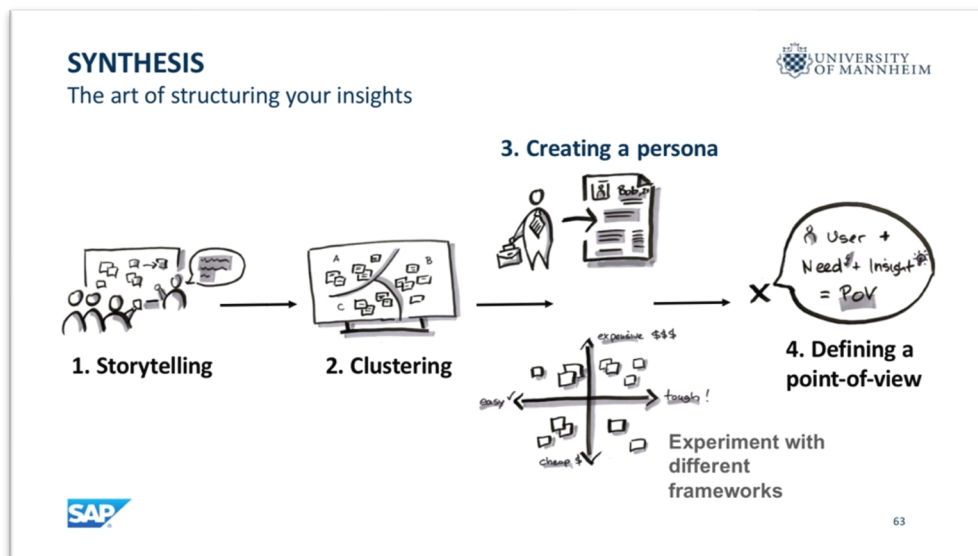 SYNTHESIS
The art of structuring your insights
UNIVERSITY
OF MANNHEIM
3. Creating a persona
Bob
A
B
C
User +
Need + Insight
= PoV
1. Storytelling
2. Clustering
4. Defining a
point-of-view
expensive $$$
easy
tough!
cheap $
Experiment with
different
frameworks
SAP
63